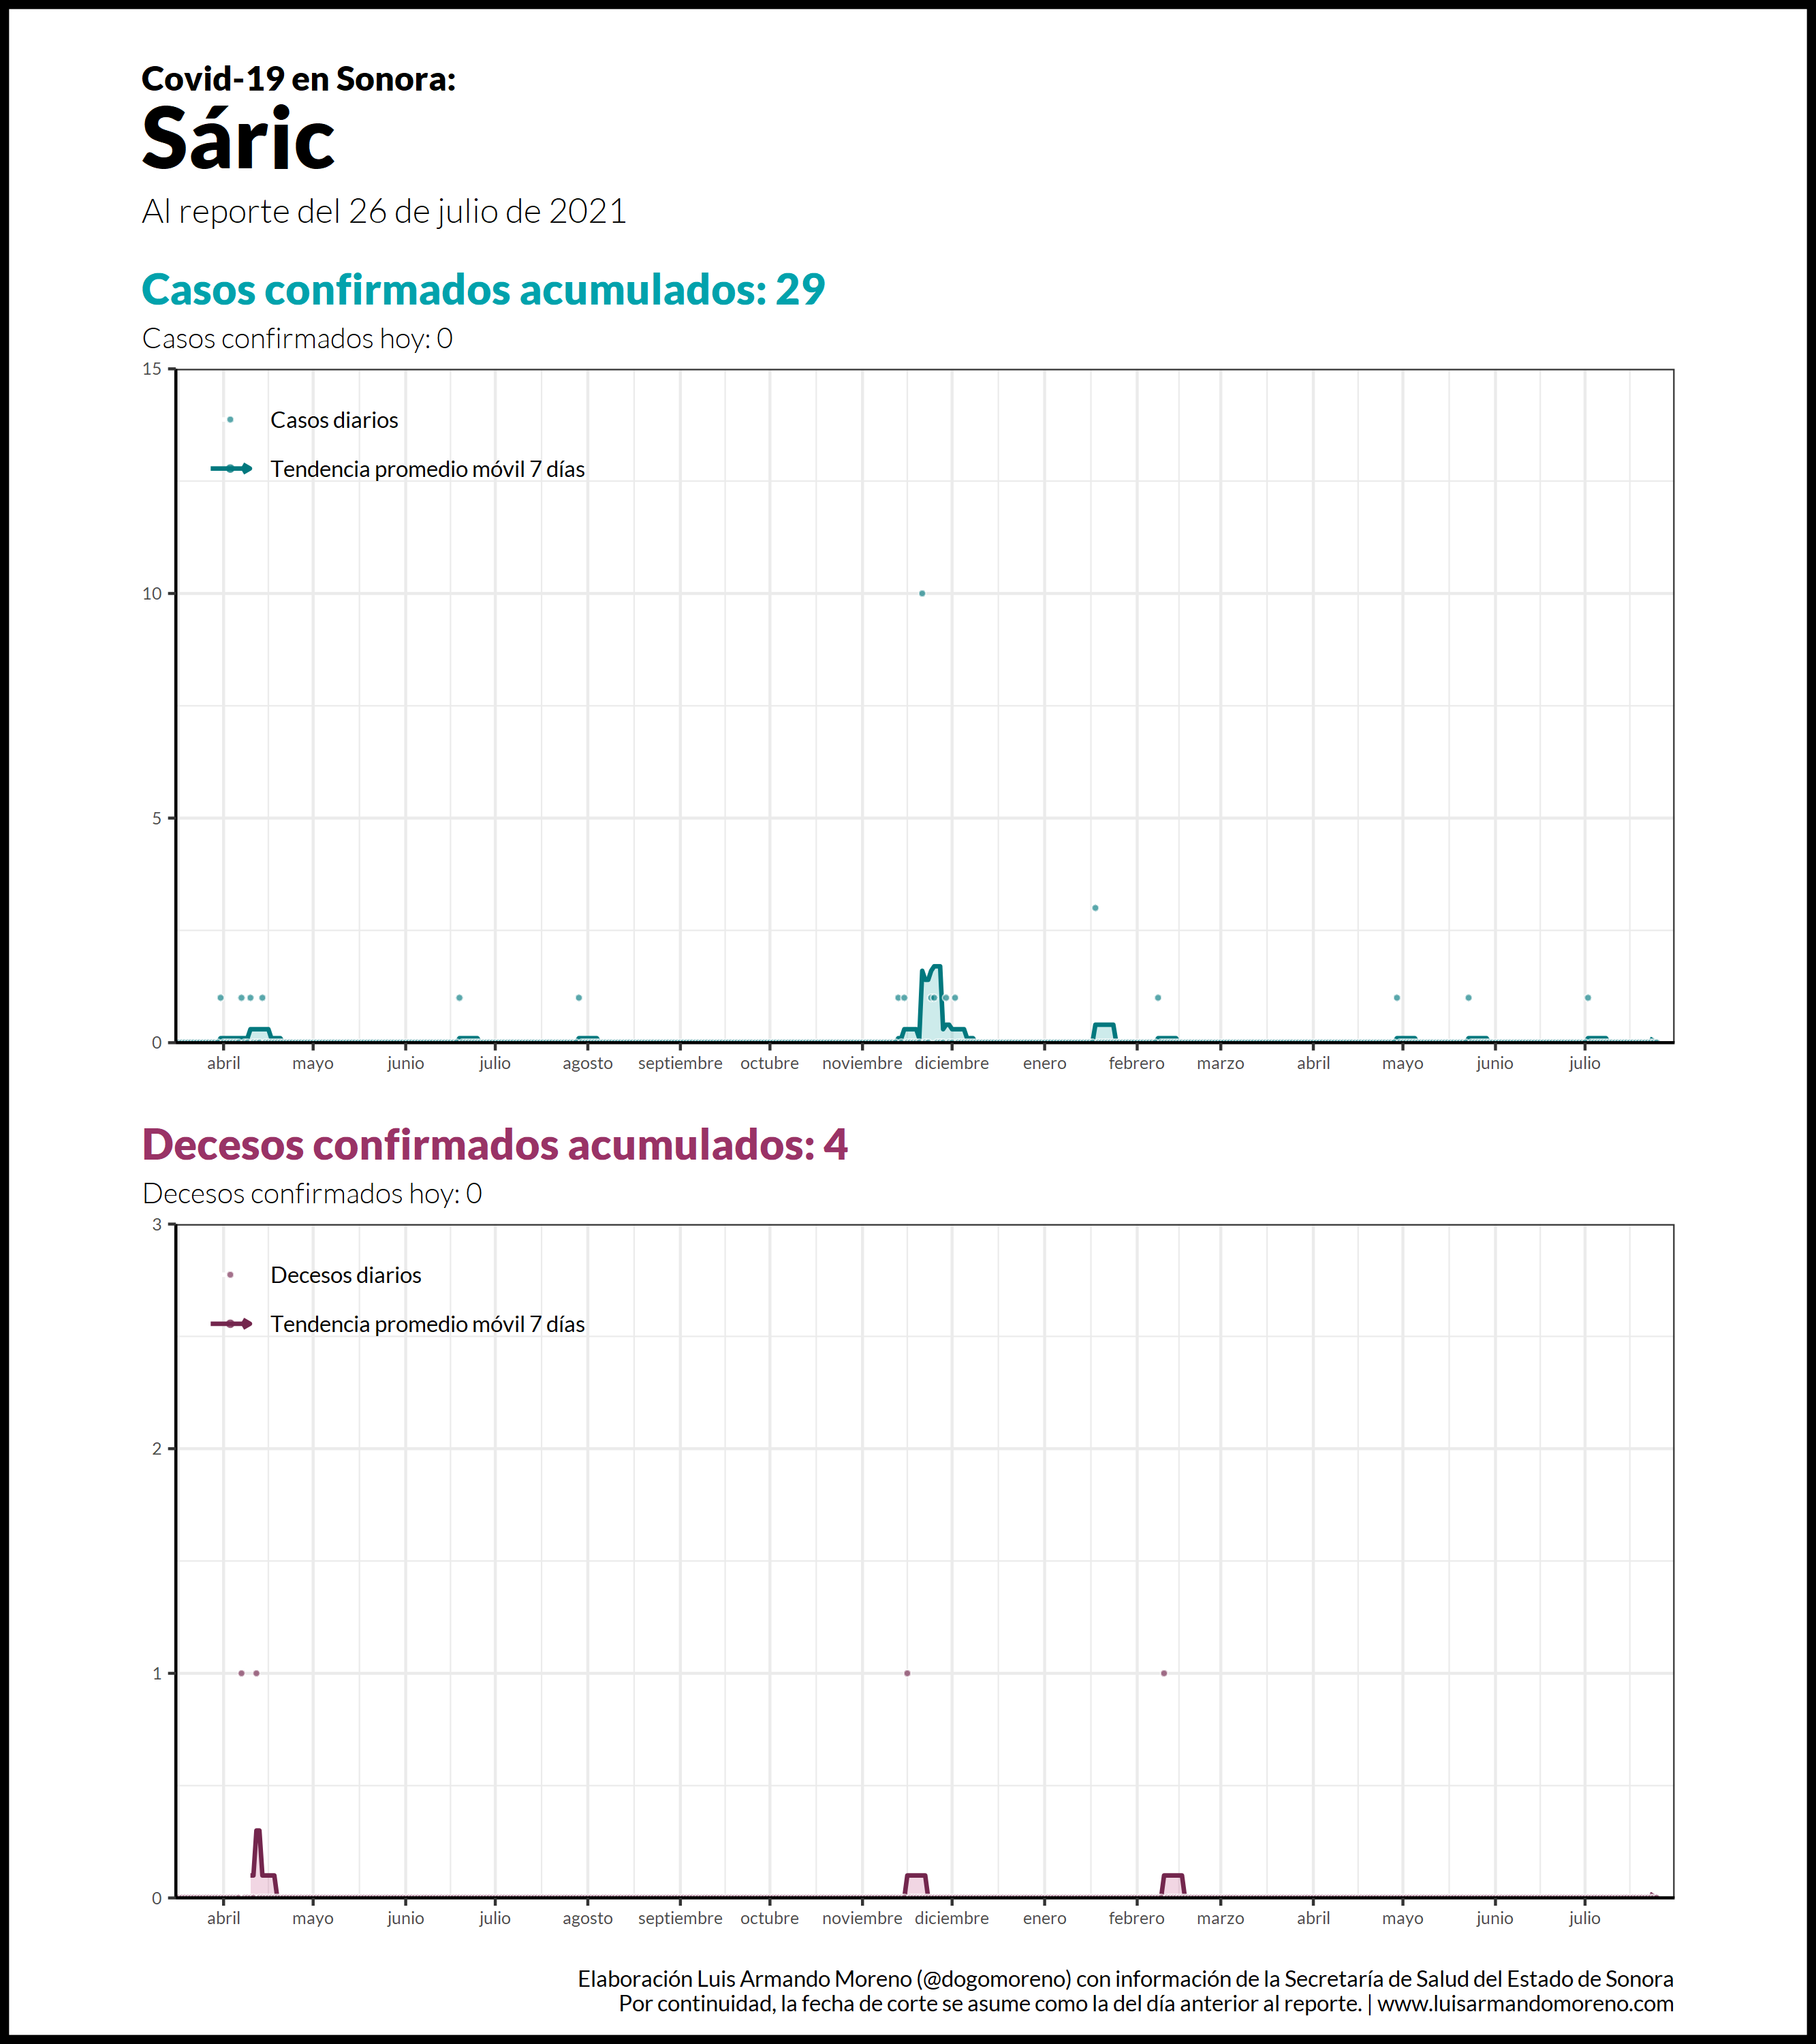 Covid-19 en Sonora:
Sáric
Al reporte del 26 de julio de 2021
Casos confirmados acumulados: 29
Casos confirmados hoy: 0
15
Casos diarios
Tendencia promedio móvil 7 días
10
5
0
abril mayo junio julio agosto septiembre octubre noviembre diciembre enero febrero marzo abril mayo junio julio
Decesos confirmados acumulados: 4
Decesos confirmados hoy: 0
3
Decesos diarios
Tendencia promedio móvil 7 días
2
1
0
abril mayo junio julio agosto septiembre octubre noviembre diciembre enero febrero marzo abril mayo junio julio
Elaboración Luis Armando Moreno (@dogomoreno) con información de la Secretaría de Salud del Estado de Sonora
Por continuidad, la fecha de corte se asume como la del día anterior al reporte. | www.luisarmandomoreno.com